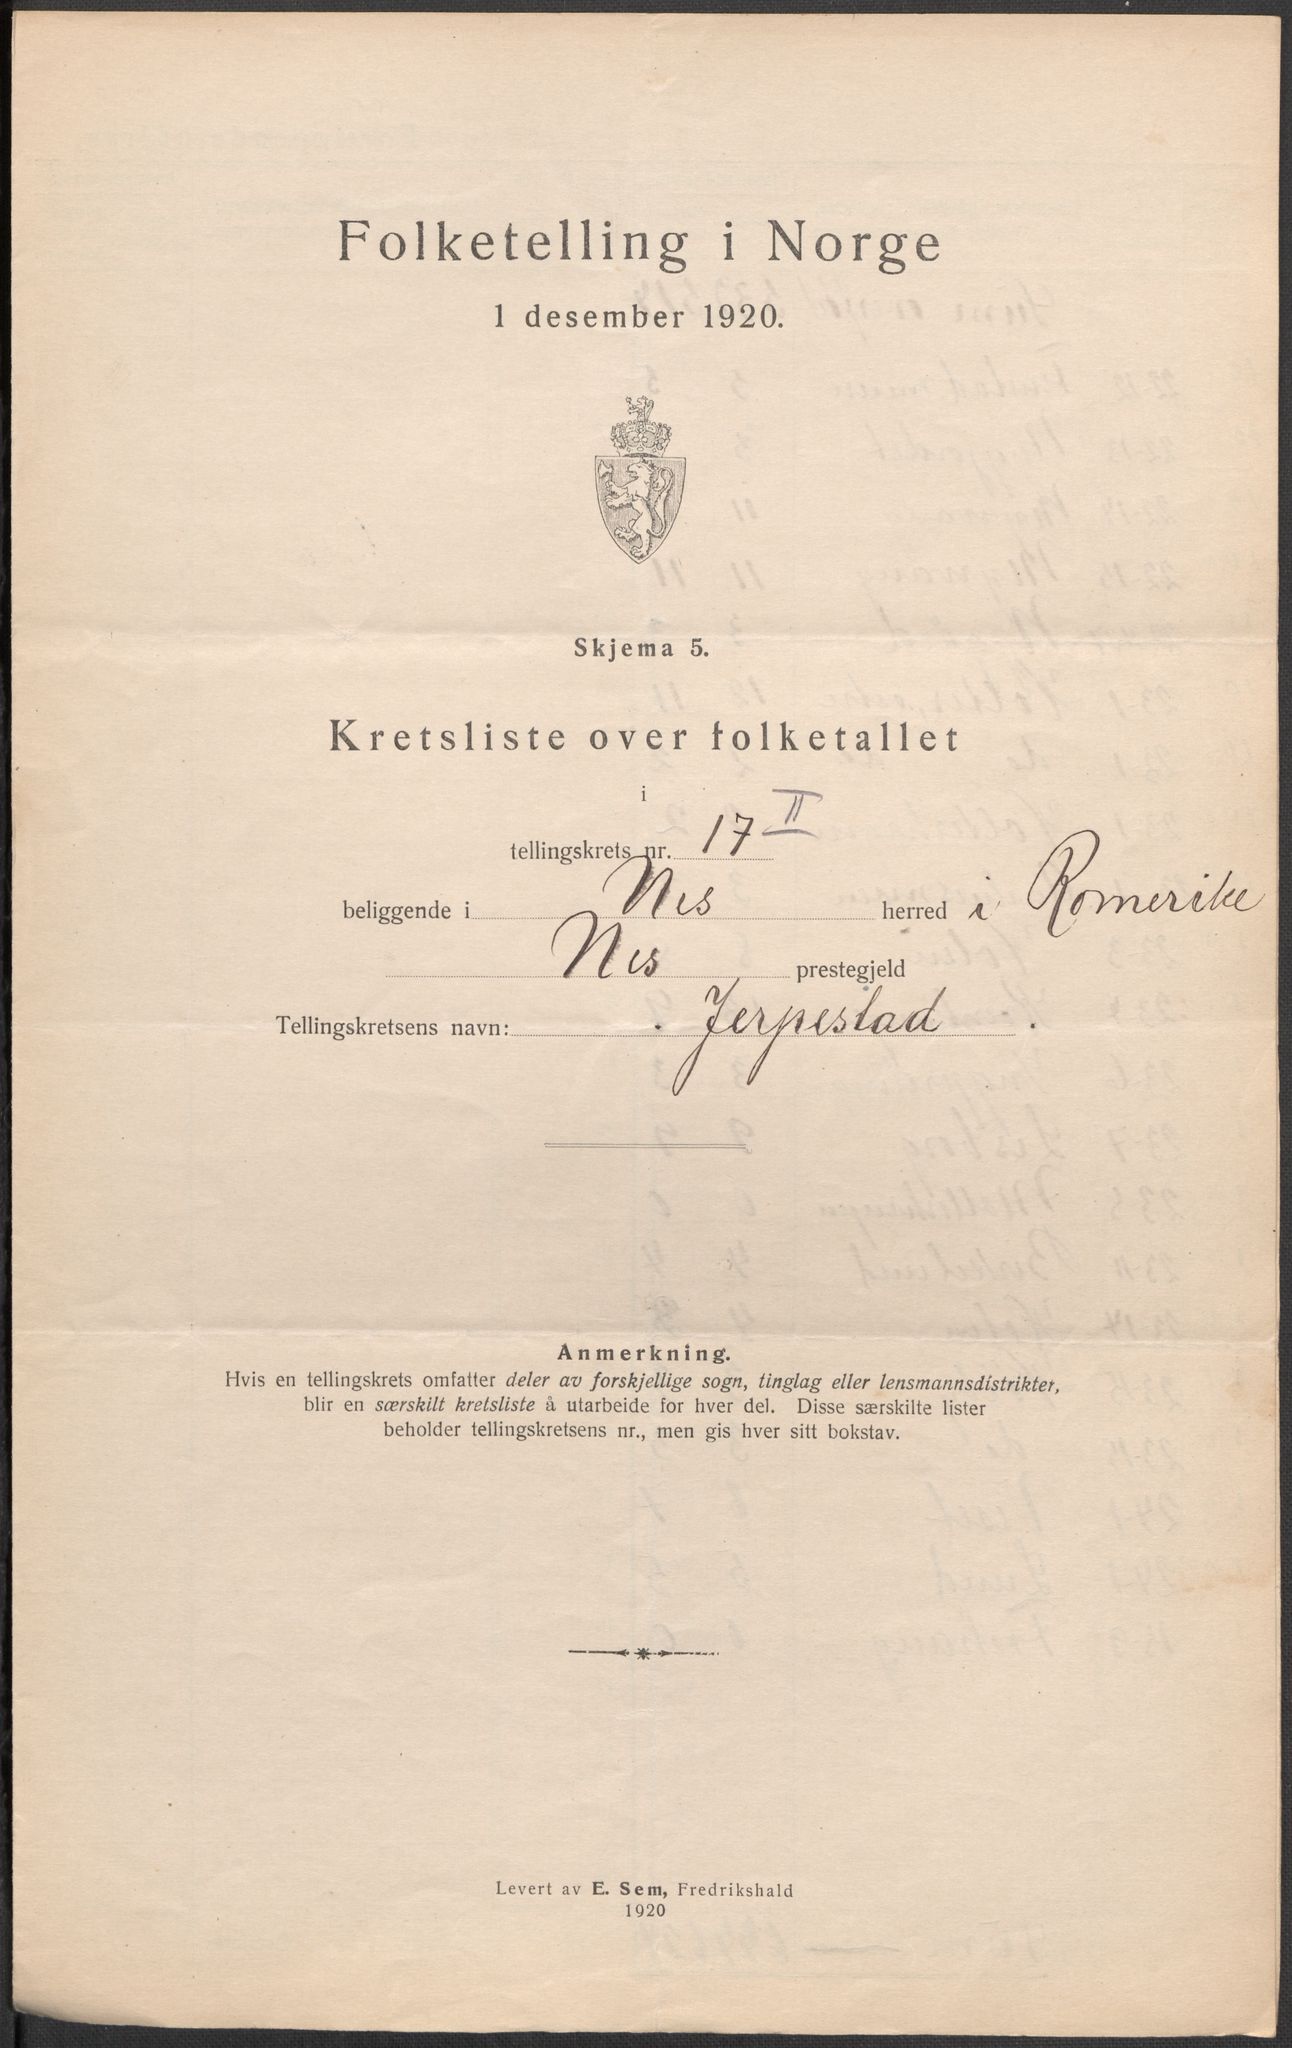 Folketelling i Norge
1 desember 1920.
Skjema 5.
Kretsliste over folketallet
i
tellingskrets nr. 17 II
beliggende i Nes herred i Romerike
Nes prestegjeld
Tellingskretsens navn: Jerpestad.
Anmerkning.
Hvis en tellingskrets omfatter deler av forskjellige sogn, tinglag eller lensmannsdistrikter,
blir en særskilt kretsliste å utarbeide for hver del. Disse særskilte lister
beholder tellingskretsens nr., men gis hver sitt bokstav.
Levert av E. Sem, Fredrikshald
1920